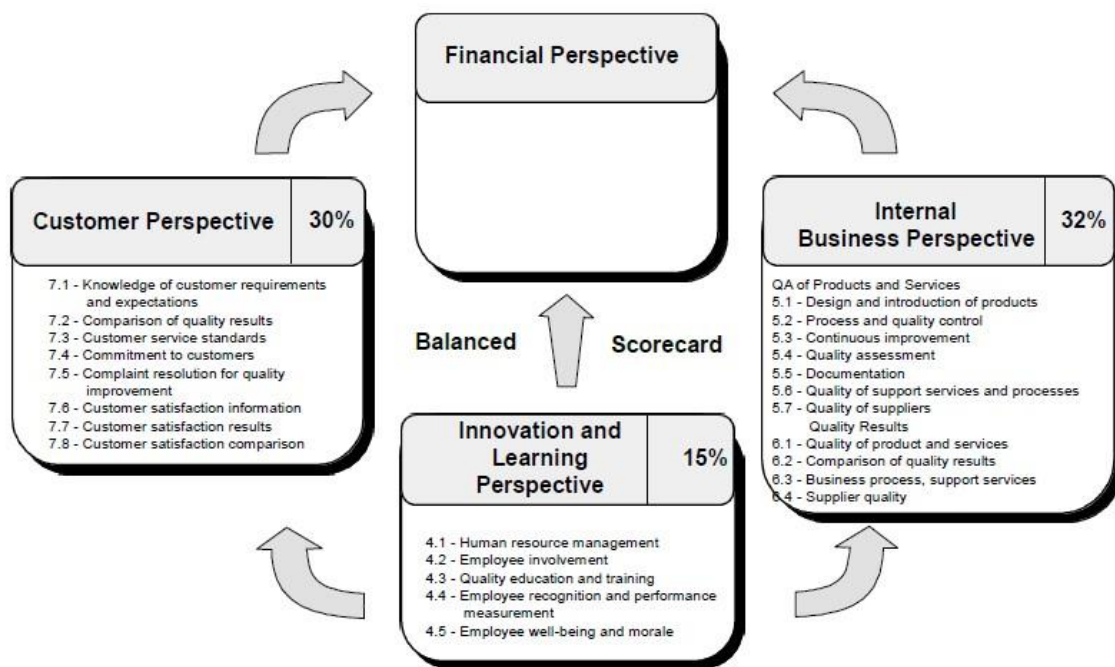 Financial Perspective
Customer Perspective
30%
7.1 - Knowledge of customer requirements
and expectations
7.2 - Comparison of quality results
7.3 - Customer service standards
7.4 - Commitment to customers
7.5 - Complaint resolution for quality
improvement
7.6 - Customer satisfaction information
7.7 - Customer satisfaction results
7.8 - Customer satisfaction comparison
Balanced Scorecard
Innovation and
Learning
Perspective
15%
4.1 - Human resource management
4.2 - Employee involvement
4.3 - Quality education and training
4.4 - Employee recognition and performance
measurement
4.5 - Employee well-being and morale
Internal
Business Perspective
32%
QA of Products and Services
5.1 - Design and introduction of products
5.2 - Process and quality control
5.3 - Continuous improvement
5.4 - Quality assessment
5.5 - Documentation
5.6 - Quality of support services and processes
5.7 - Quality of suppliers
Quality Results
6.1 - Quality of product and services
6.2 - Comparison of quality results
6.3 - Business process, support services
6.4 - Supplier quality